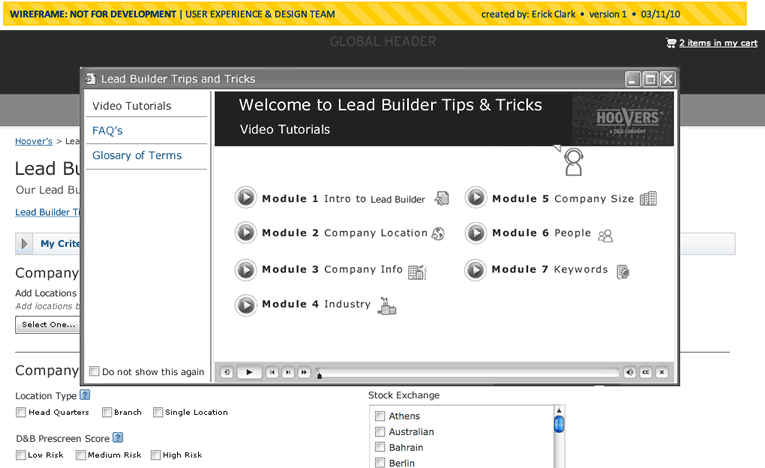 WIREFRAME: NOT FOR DEVELOPMENT | USER EXPERIENCE & DESIGN TEAM created by: Erick Clark • version 1 • 03/11/10
GLOBAL HEADER
2 items in my cart
Lead Builder Trips and Tricks
Video Tutorials
FAQ's
Glosary of Terms
Do not show this again
Welcome to Lead Builder Tips & Tricks
Video Tutorials
HOOVERS
A D&B COMPANY
Module 1 Intro to Lead Builder
Module 2 Company Location
Module 3 Company Info
Module 4 Industry
Module 5 Company Size
Module 6 People
Module 7 Keywords
CC
Hoover's > Lea
Lead Bu
Our Lead Bu
Lead Builder Ti
My Crite
Company
Add Locations
Add locations b
Select One...
Company
Location Type ?
Head Quarters Branch Single Location
D&B Prescreen Score ?
Low Risk Medium Risk High Risk
Stock Exchange
Athens
Australian
Bahrain
Berlin